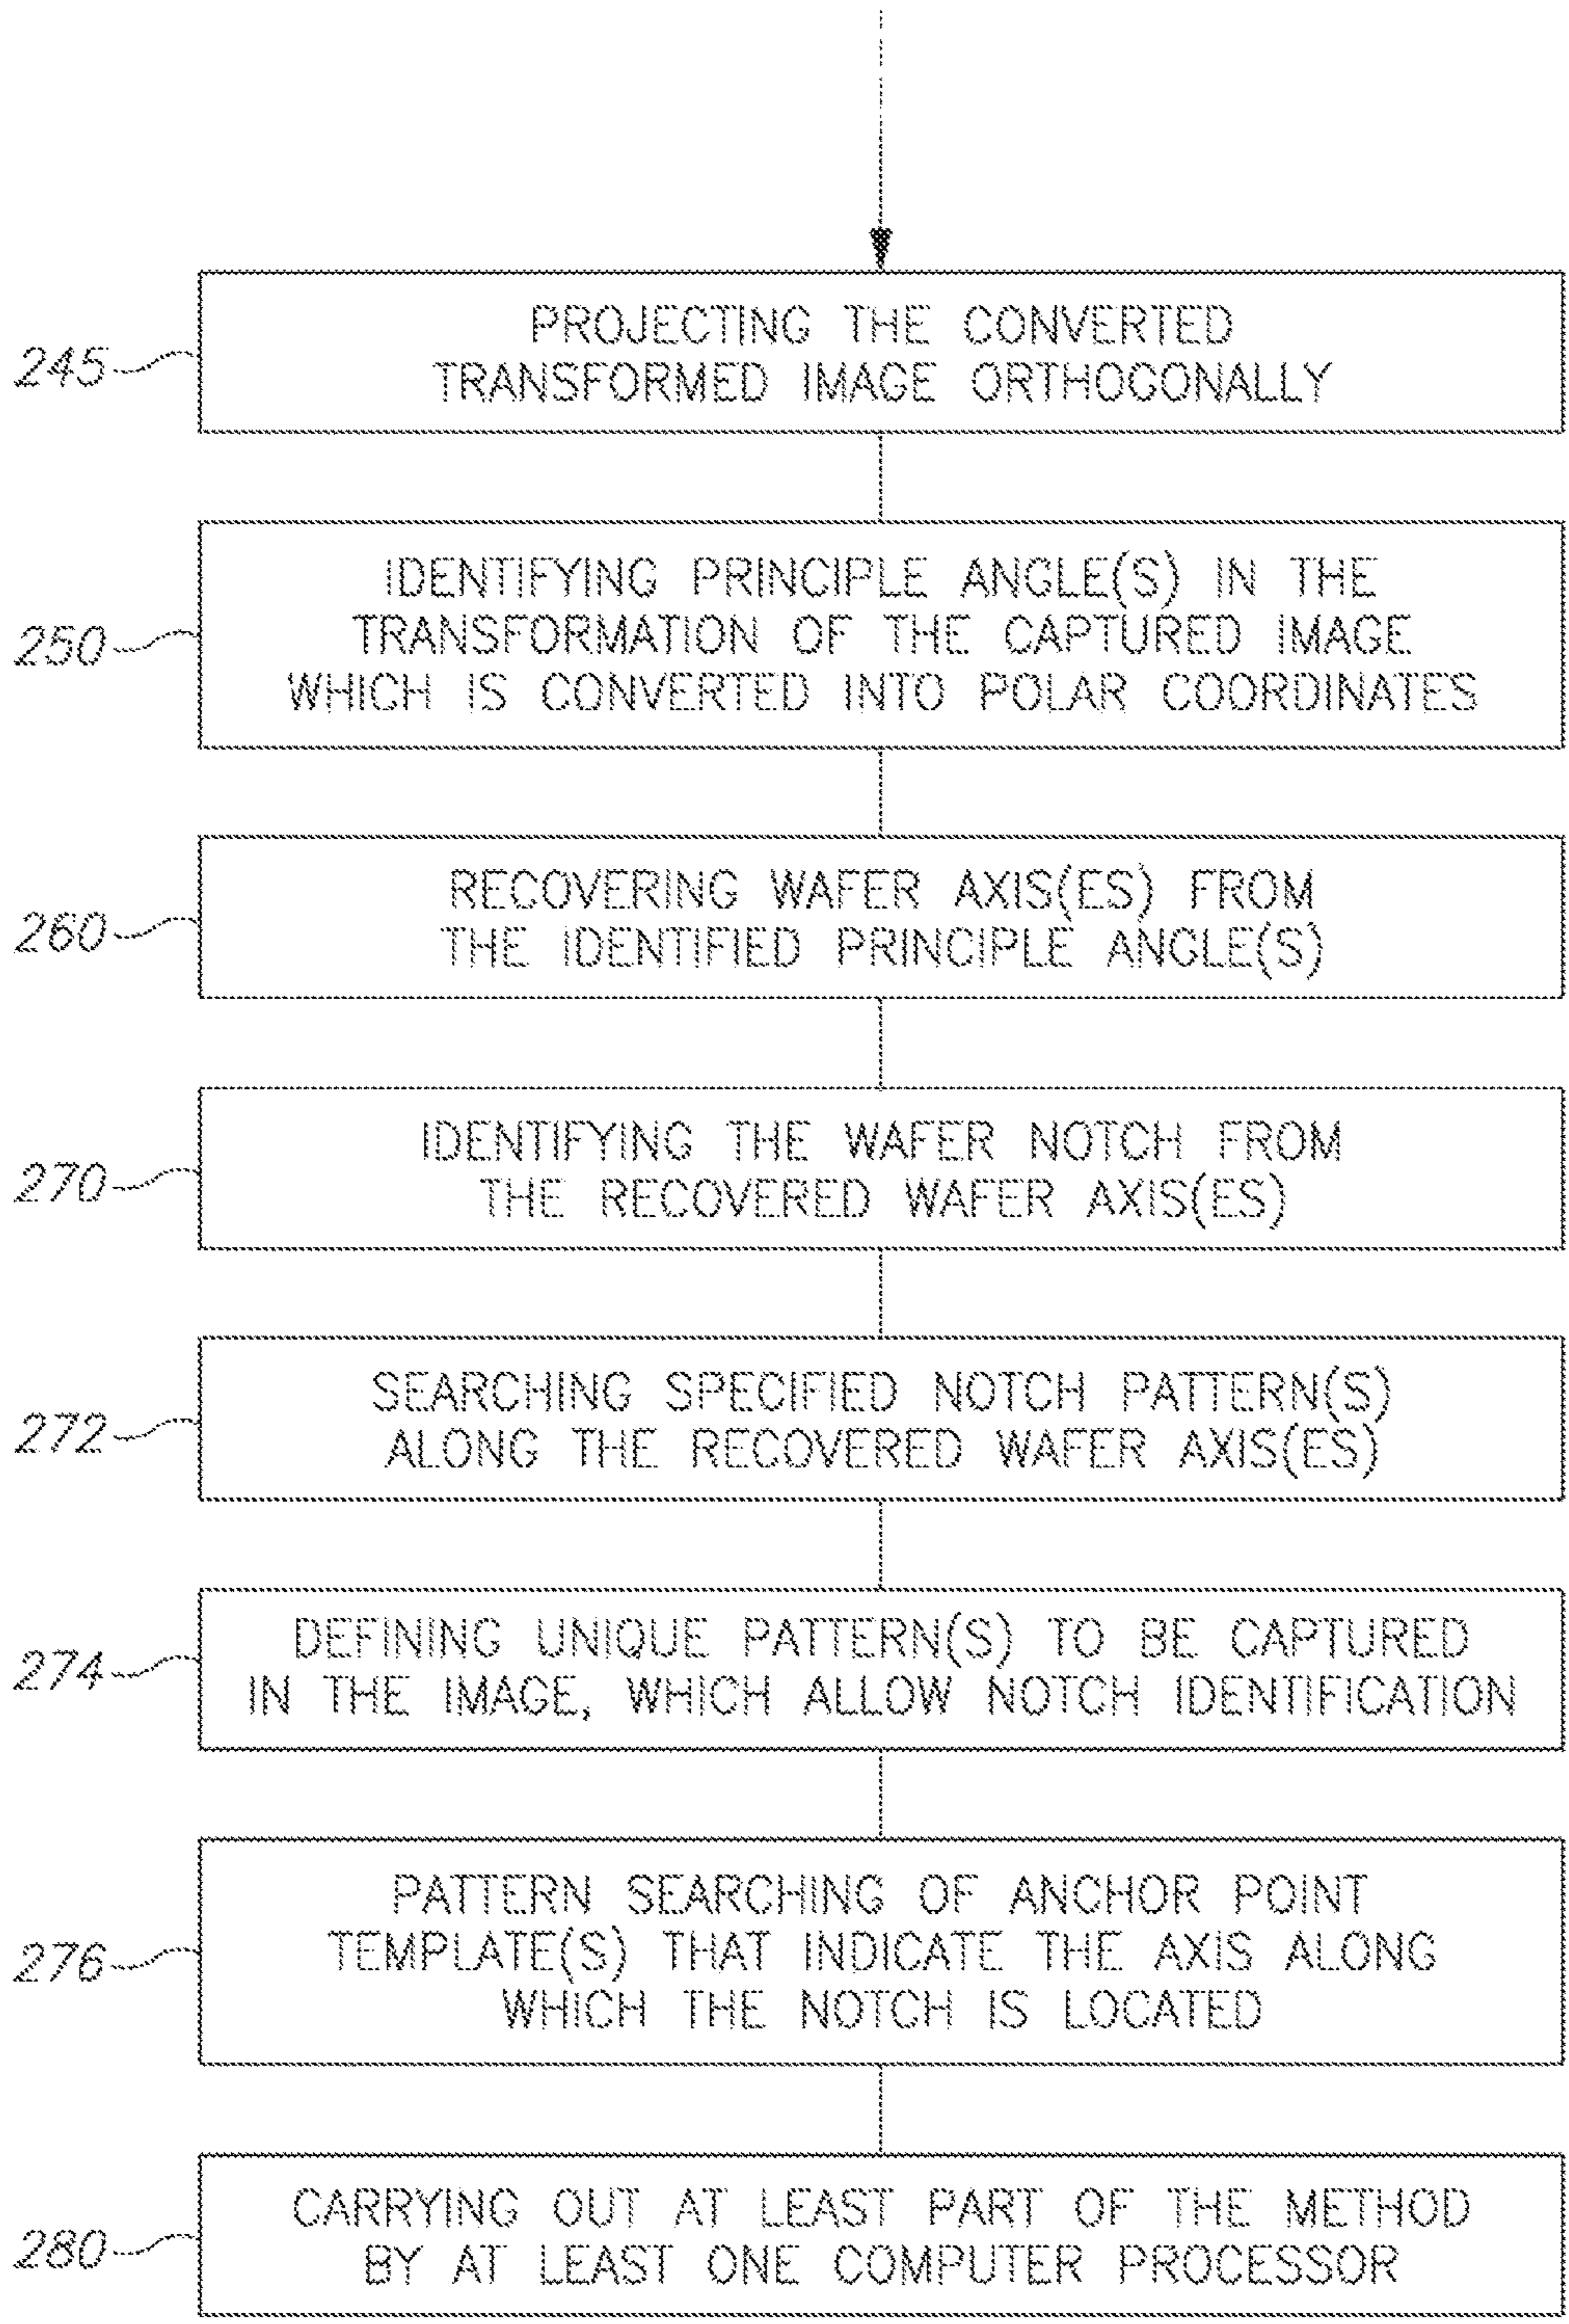 245
PROJECTING THE CONVERTED
TRANSFORMED IMAGE ORTHOGONALLY
250
IDENTIFYING PRINCIPLE ANGLE(S) IN THE
TRANSFORMATION OF THE CAPTURED IMAGE
WHICH IS CONVERTED INTO POLAR COORDINATES
260
RECOVERING WAFER AXIS(ES) FROM
THE IDENTIFIED PRINCIPLE ANGLE(S)
270
IDENTIFYING THE WAFER NOTCH FROM
THE RECOVERED WAFER AXIS(ES)
272
SEARCHING SPECIFIED NOTCH PATTERN(S)
ALONG THE RECOVERED WAFER AXIS(ES)
274
DEFINING UNIQUE PATTERN(S) TO BE CAPTURED
IN THE IMAGE, WHICH ALLOW NOTCH IDENTIFICATION
276
PATTERN SEARCHING OF ANCHOR POINT
TEMPLATE(S) THAT INDICATE THE AXIS ALONG
WHICH THE NOTCH IS LOCATED
280
CARRYING OUT AT LEAST PART OF THE METHOD
BY AT LEAST ONE COMPUTER PROCESSOR